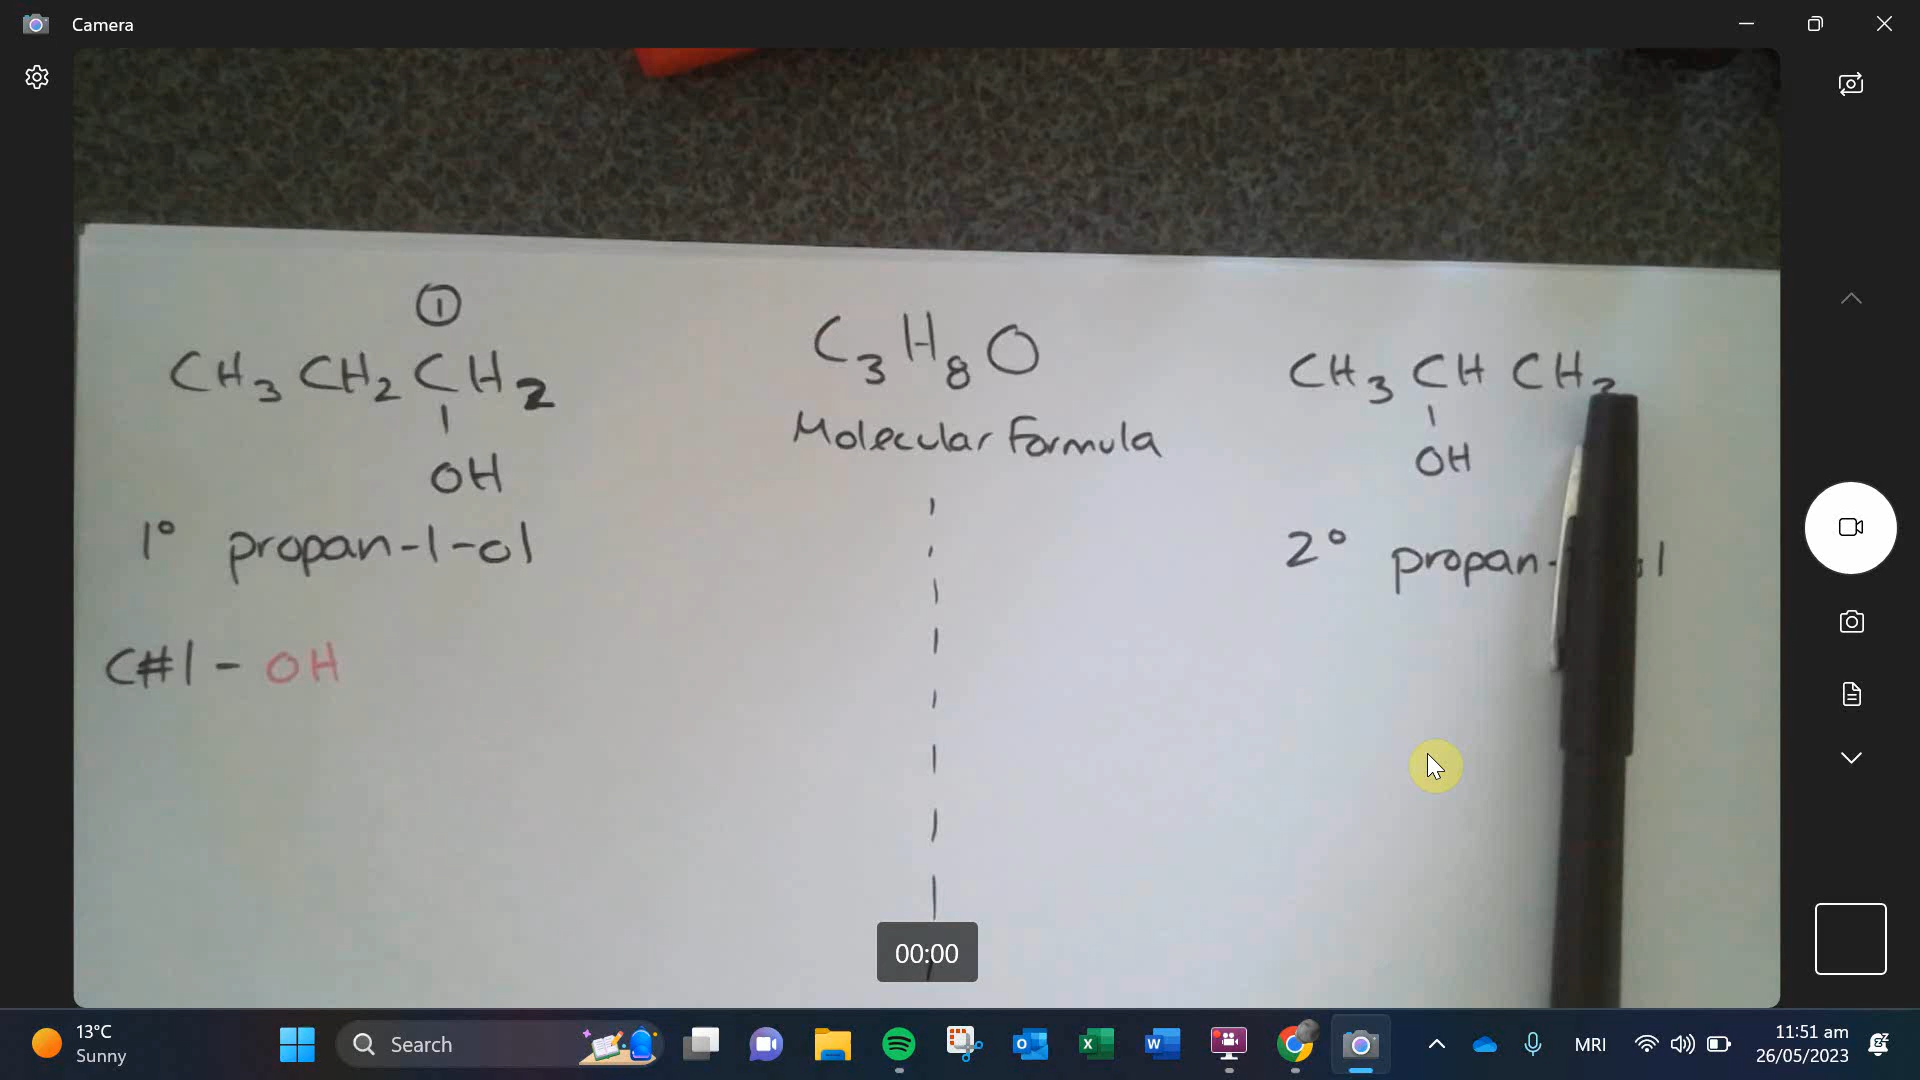 Camera
①
CH₃ CH₂ CH₂
OH
1° propan-1-ol
C#1 - OH
C₃H₈O
Molecular Formula
CH₃ CH CH
OH
2° propan-
00:00
13°C
Sunny
Search
MRI
11:51 am
26/05/2023